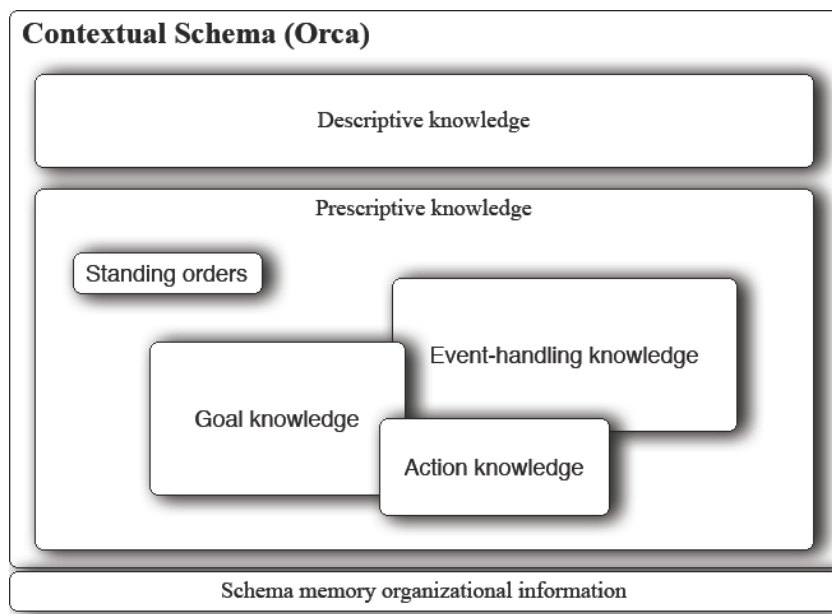 Contextual Schema (Orca)
Descriptive knowledge
Prescriptive knowledge
Standing orders
Event-handling knowledge
Goal knowledge
Action knowledge
Schema memory organizational information